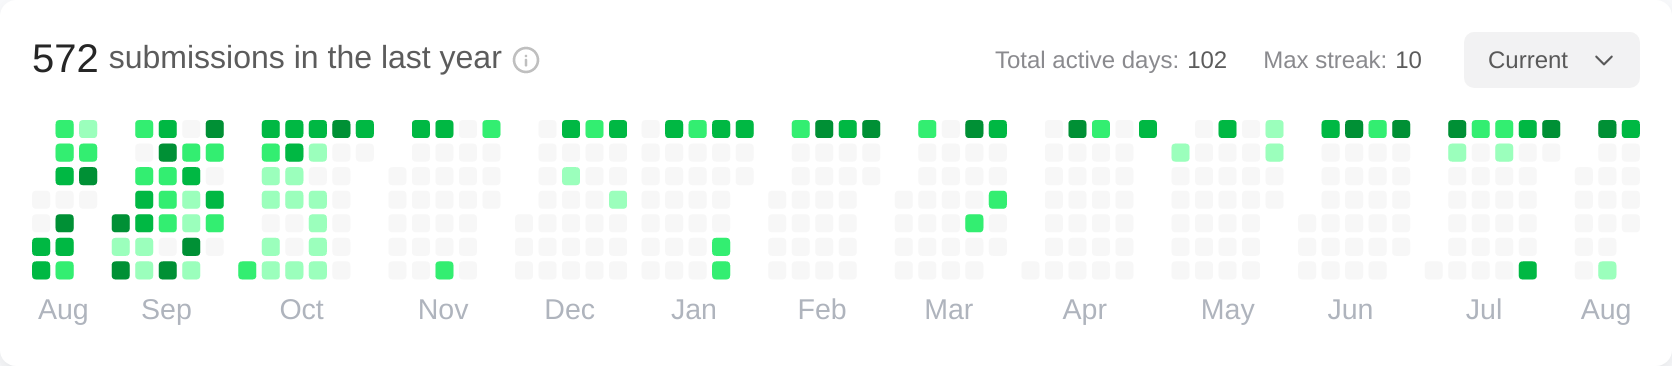 572 submissions in the last year
Total active days: 102 Max streak: 10 Current
Aug Sep Oct Nov Dec Jan Feb Mar Apr May Jun Jul Aug